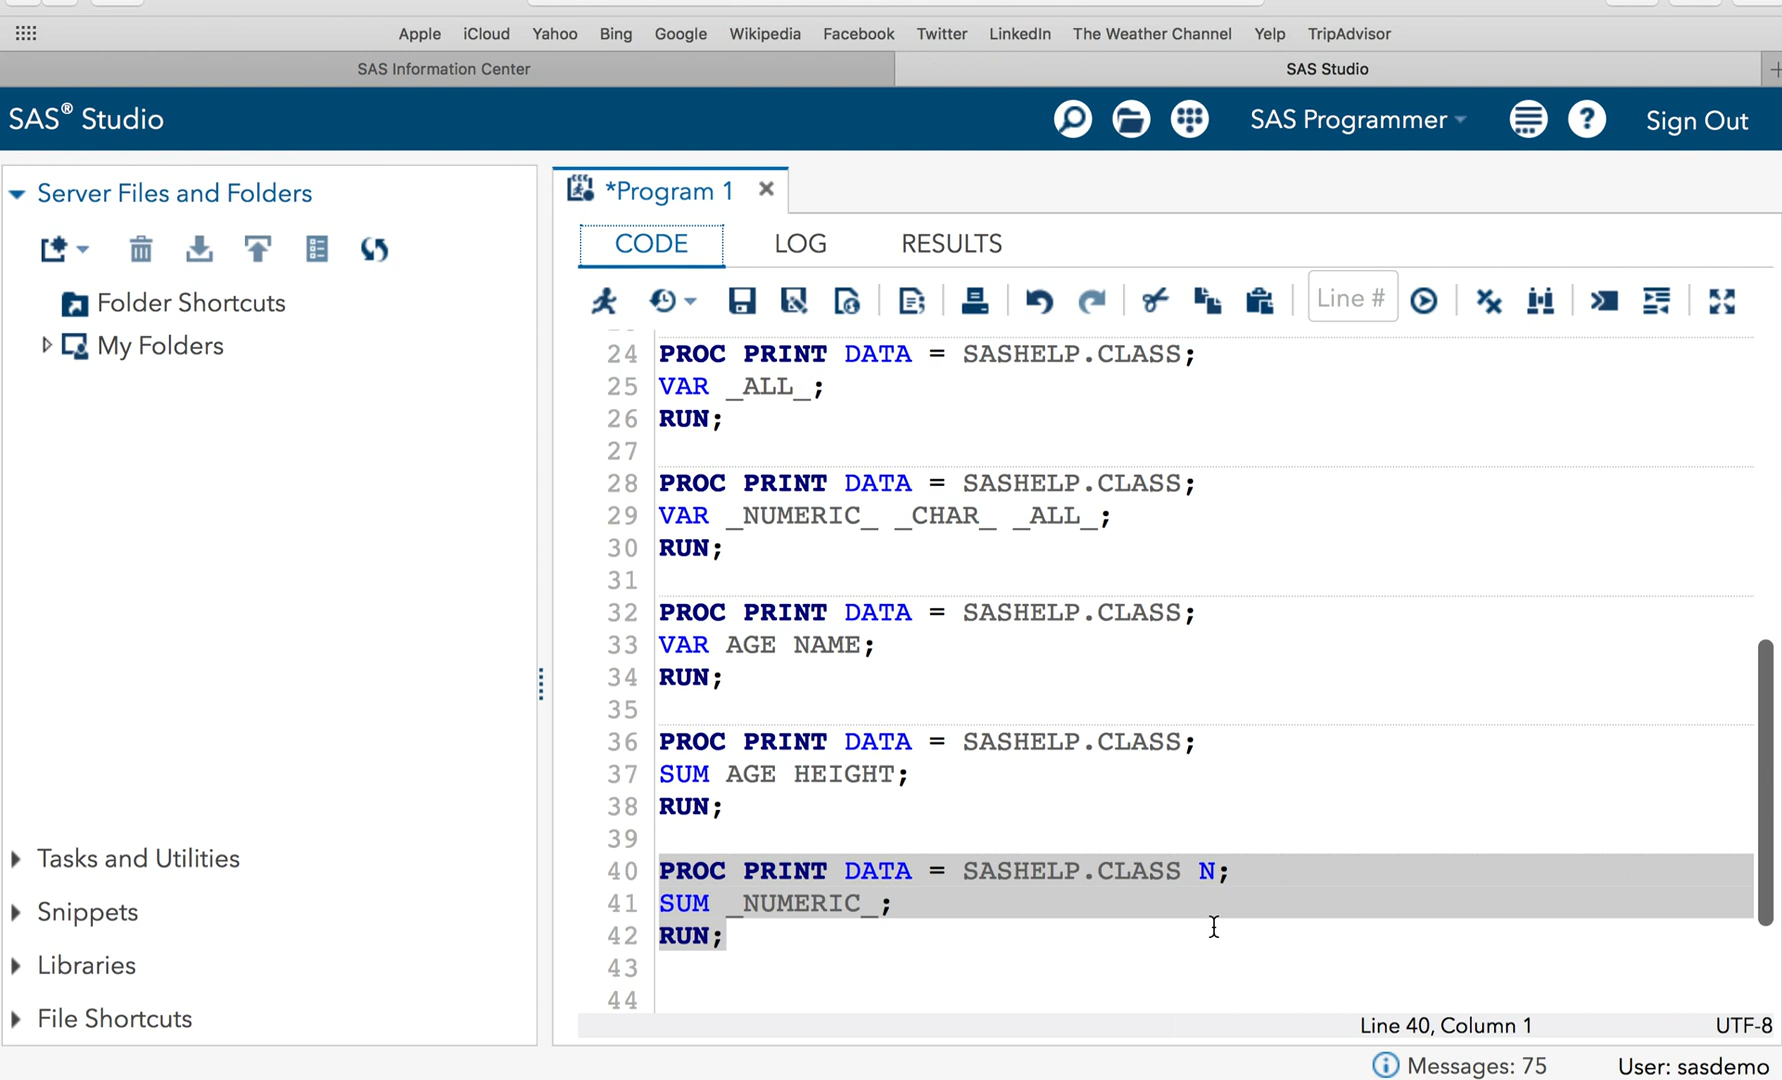 Apple iCloud Yahoo Bing Google Wikipedia Facebook Twitter LinkedIn The Weather Channel Yelp TripAdvisor
SAS Information Center SAS Studio
SAS® Studio SAS Programmer Sign Out
Server Files and Folders
Folder Shortcuts
My Folders
Tasks and Utilities
Snippets
Libraries
File Shortcuts
*Program 1
CODE LOG RESULTS
Line #
24 PROC PRINT DATA = SASHELP.CLASS;
25 VAR _ALL_;
26 RUN;
27
28 PROC PRINT DATA = SASHELP.CLASS;
29 VAR _NUMERIC_ _CHAR_ _ALL_;
30 RUN;
31
32 PROC PRINT DATA = SASHELP.CLASS;
33 VAR AGE NAME;
34 RUN;
35
36 PROC PRINT DATA = SASHELP.CLASS;
37 SUM AGE HEIGHT;
38 RUN;
39
40 PROC PRINT DATA = SASHELP.CLASS N;
41 SUM _NUMERIC_;
42 RUN;
43
44
Line 40, Column 1 UTF-8
Messages: 75 User: sasdemo